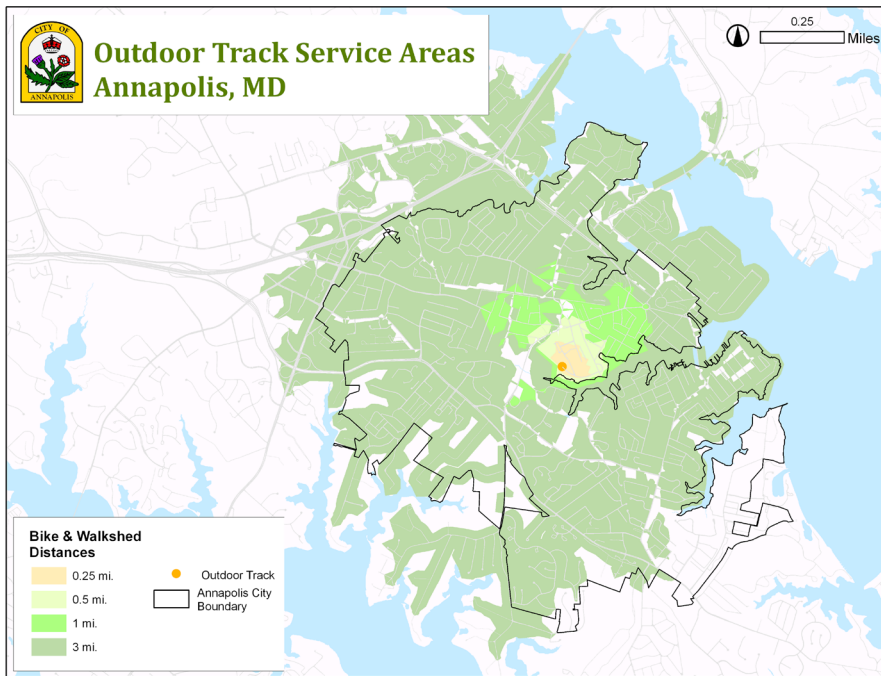 CITY OF
ANNAPOLIS
Outdoor Track Service Areas
Annapolis, MD
0.25
Miles
Bike & Walkshed
Distances
0.25 mi.
0.5 mi.
1 mi.
3 mi.
Outdoor Track
Annapolis City
Boundary